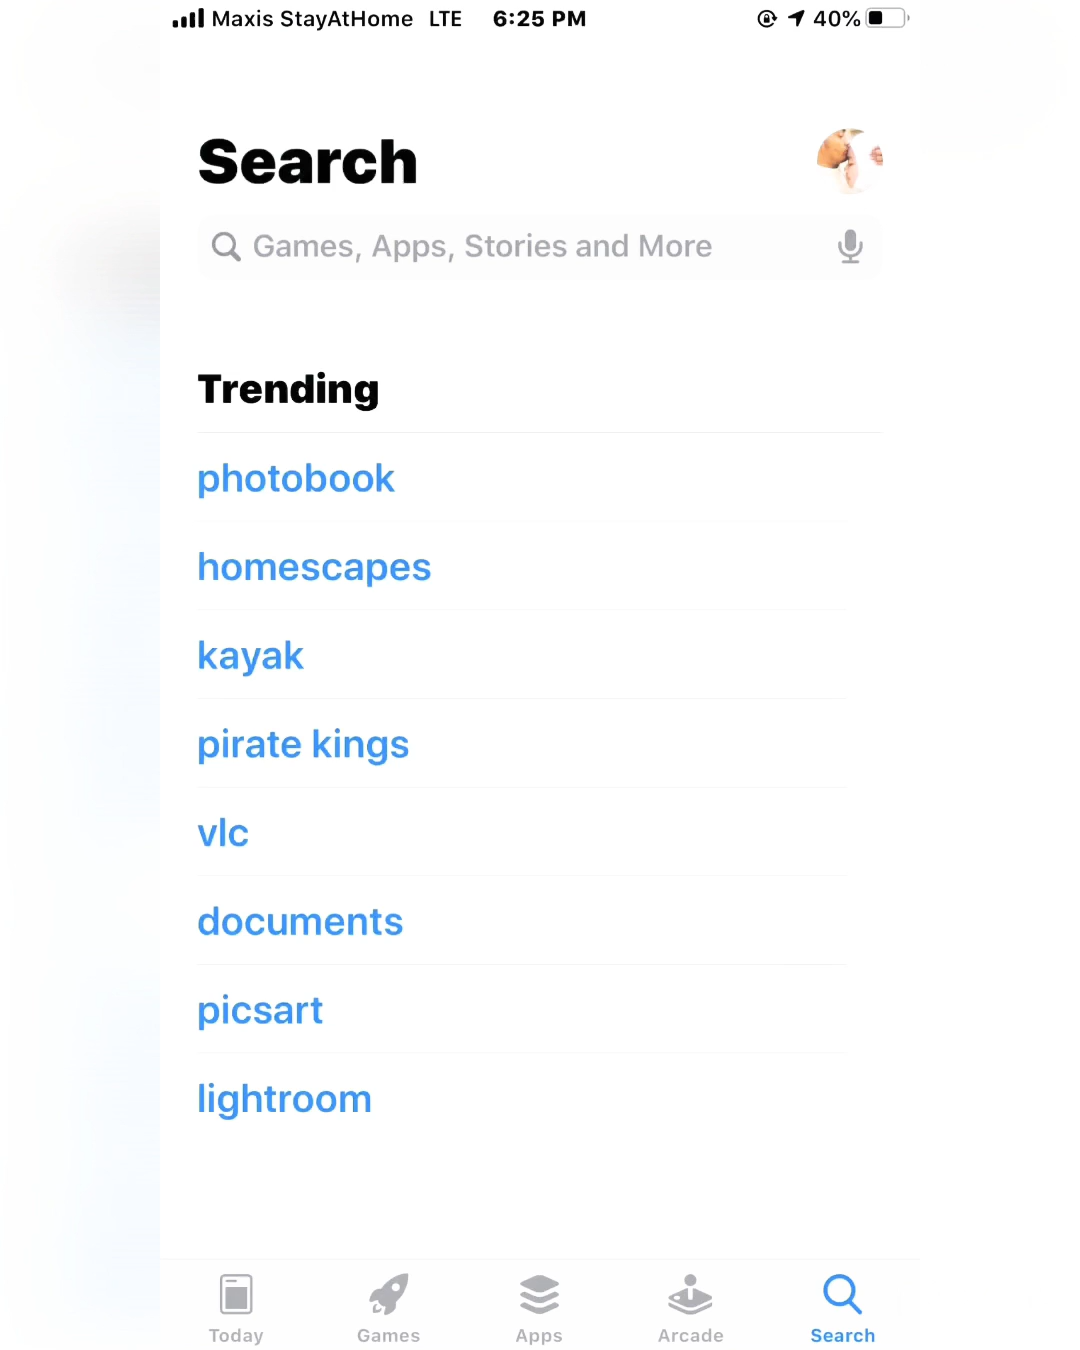 Maxis StayAtHome LTE 6:25 PM 40%
Search
Games, Apps, Stories and More
Trending
photobook
homescapes
kayak
pirate kings
vlc
documents
picsart
lightroom
Today Games Apps Arcade Search